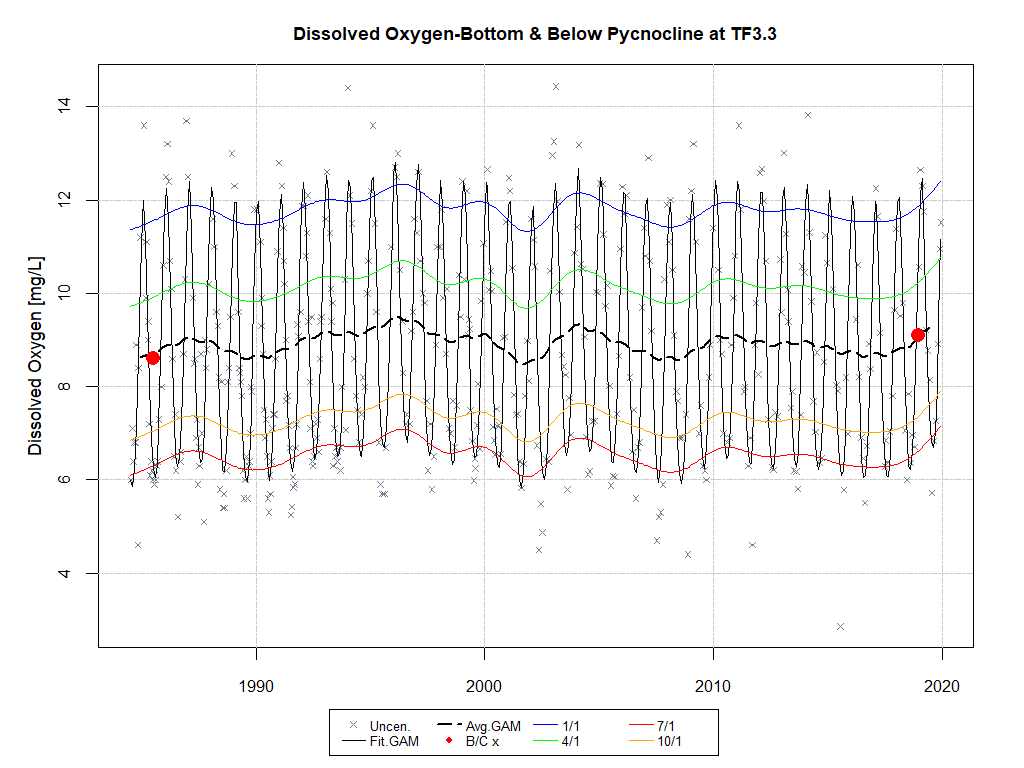 Dissolved Oxygen-Bottom & Below Pycnocline at TF3.3
Dissolved Oxygen [mg/L]
14
12
10
8
6
4
1990 2000 2010 2020
Uncen. Avg.GAM 1/1 7/1
Fit.GAM B/C x 4/1 10/1